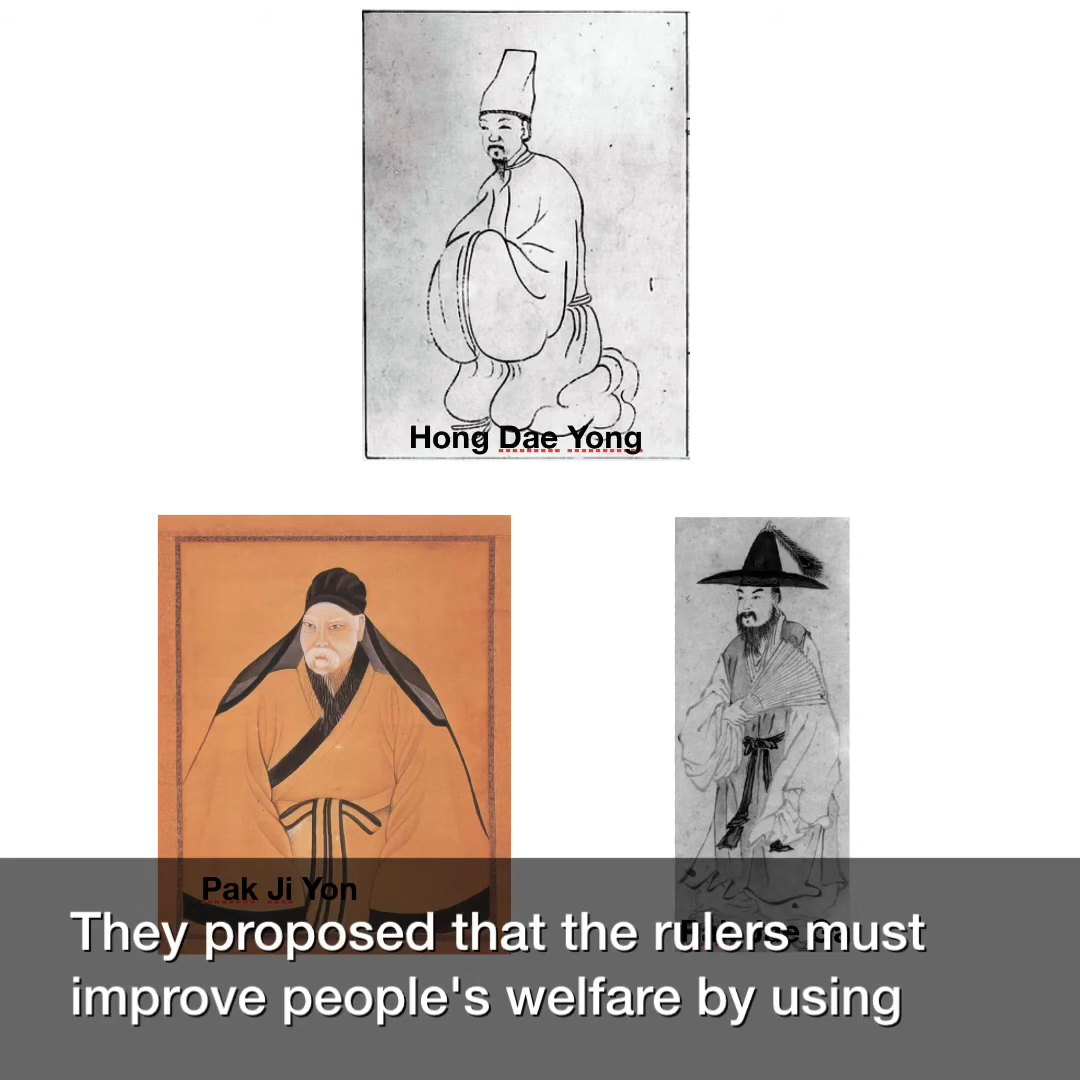 Hong Dae Yong
Pak Ji Yon
They proposed that the rulers must
improve people's welfare by using